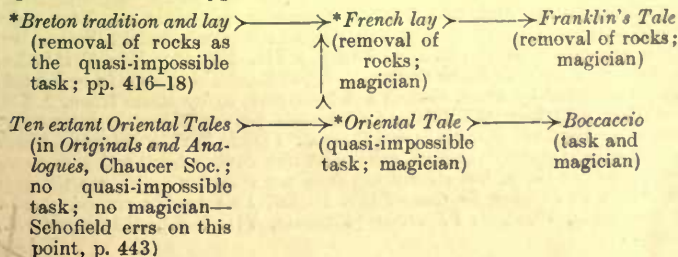 *Breton tradition and lay
(removal of rocks as
the quasi-impossible
task; pp. 416–18)
*French lay
(removal of
rocks;
magician)
Franklin's Tale
(removal of rocks;
magician)
Ten extant Oriental Tales
(in Originals and Ana-
logues, Chaucer Soc.;
no quasi-impossible
task; no magician—
Schofield errs on this
point, p. 443)
*Oriental Tale
(quasi-impossible
task; magician)
Boccaccio
(task and
magician)